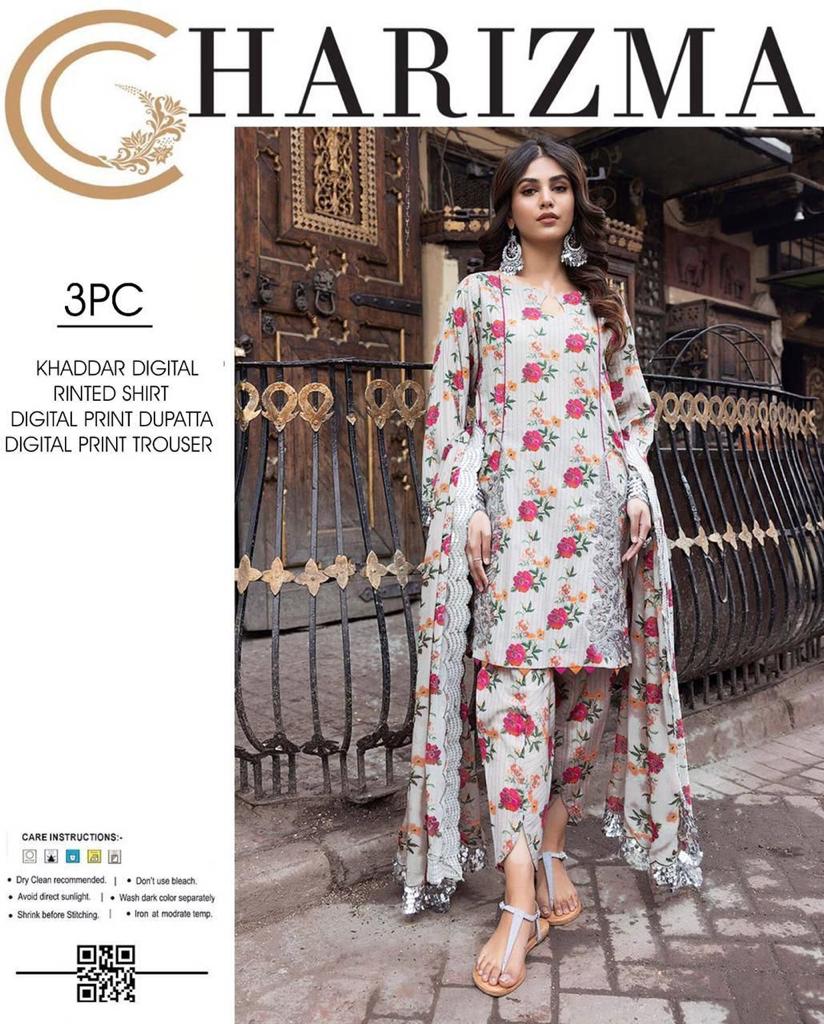 CHARIZMA
3PC
KHADDAR DIGITAL
RINTED SHIRT
DIGITAL PRINT DUPATTA
DIGITAL PRINT TROUSER
CARE INSTRUCTIONS:-
• Dry Clean recommended. | • Don't use bleach.
• Avoid direct sunlight. | • Wash dark color separately
• Shrink before Stitching. | • Iron at modrate temp.